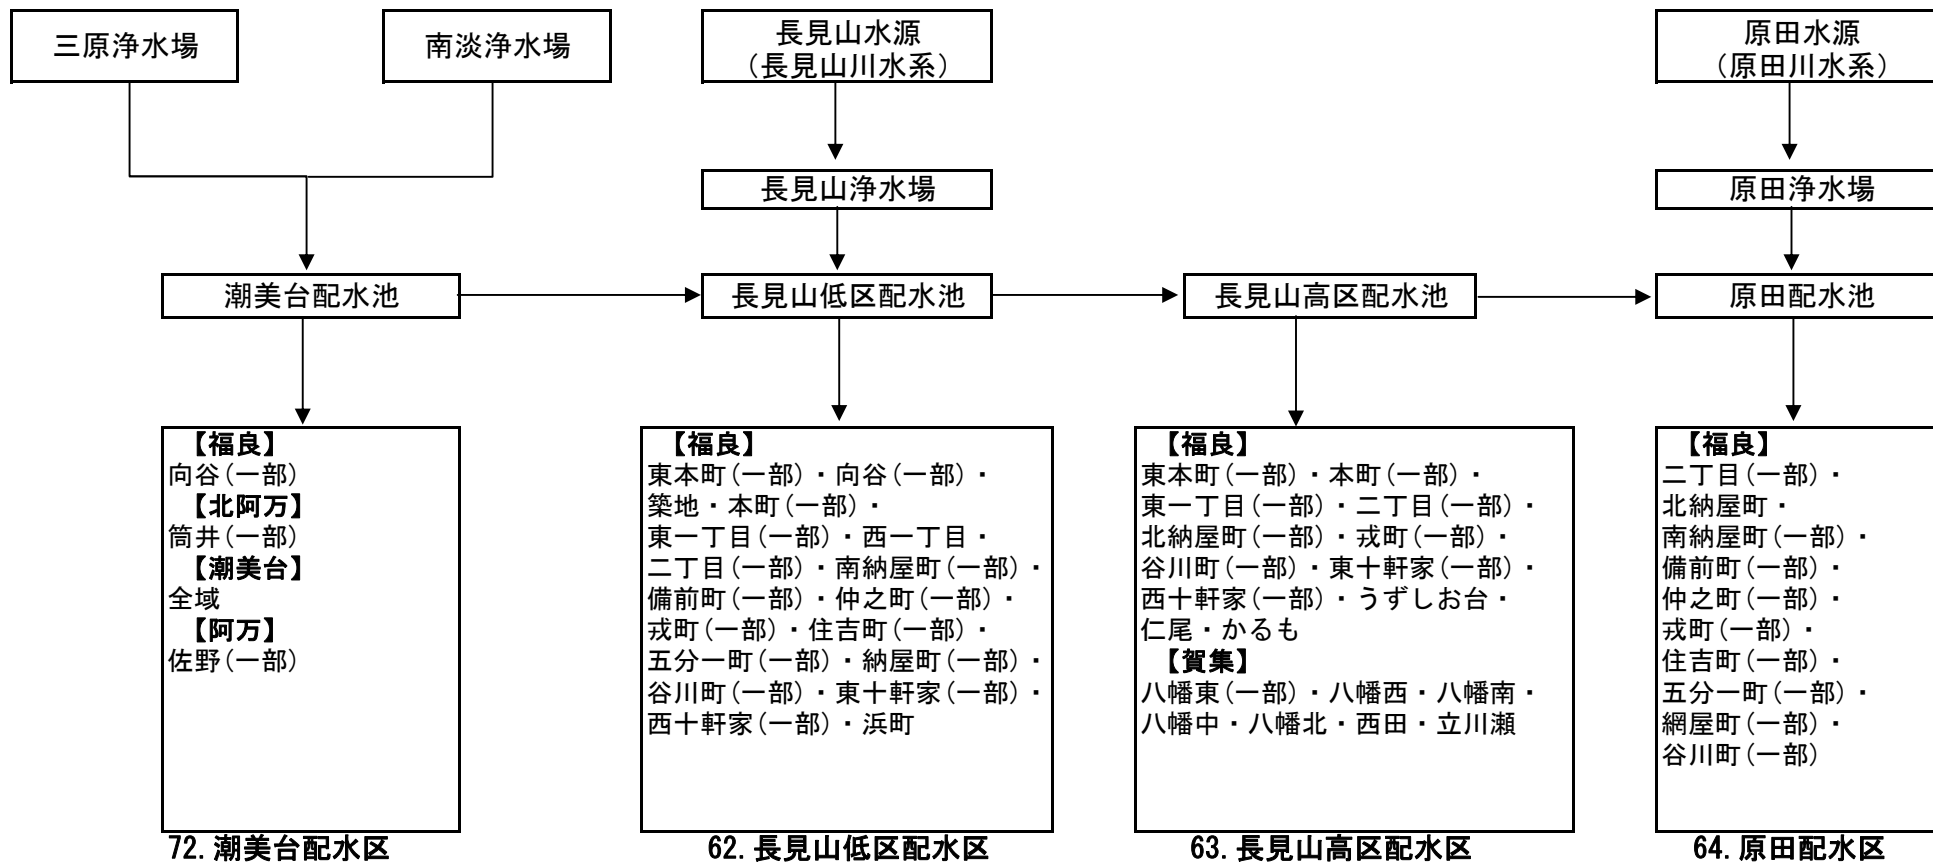 三原浄水場
南淡浄水場
長見山水源
（長見山川水系）
原田水源
（原田川水系）
長見山浄水場
原田浄水場
潮美台配水池
長見山低区配水池
長見山高区配水池
原田配水池
【福良】
向谷(一部)
【北阿万】
筒井(一部)
【潮美台】
全域
【阿万】
佐野(一部)
72.潮美台配水区
【福良】
東本町(一部)・向谷(一部)・
築地・本町(一部)・
東一丁目(一部)・西一丁目・
二丁目(一部)・南納屋町(一部)・
備前町(一部)・仲之町(一部)・
戎町(一部)・住吉町(一部)・
五分一町(一部)・納屋町(一部)・
谷川町(一部)・東十軒家(一部)・
西十軒家(一部)・浜町
62.長見山低区配水区
【福良】
東本町(一部)・本町(一部)・
東一丁目(一部)・二丁目(一部)・
北納屋町(一部)・戎町(一部)・
谷川町(一部)・東十軒家(一部)・
西十軒家(一部)・うずしお台・
仁尾・かるも
【賀集】
八幡東(一部)・八幡西・八幡南・
八幡中・八幡北・西田・立川瀬
63.長見山高区配水区
【福良】
二丁目(一部)・
北納屋町・
南納屋町(一部)・
備前町(一部)・
仲之町(一部)・
戎町(一部)・
住吉町(一部)・
五分一町(一部)・
網屋町(一部)・
谷川町(一部)
64.原田配水区